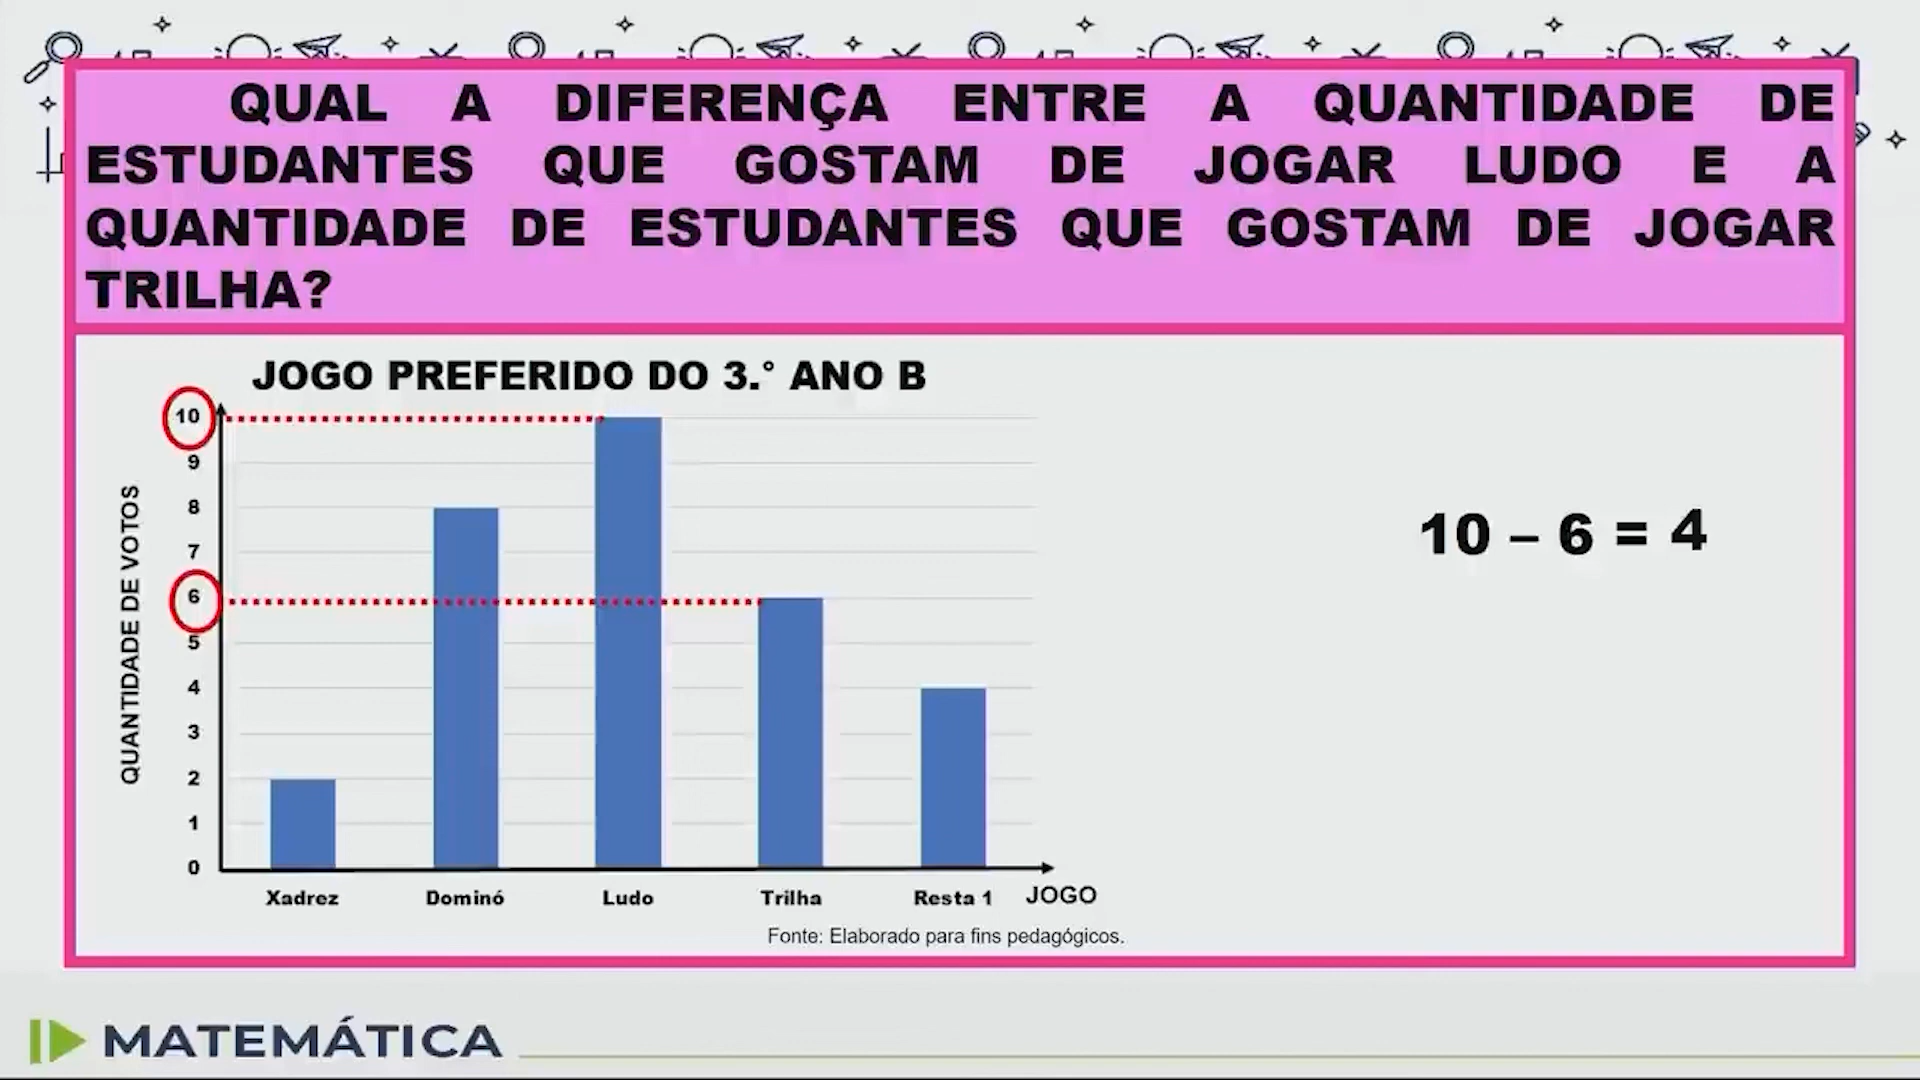 QUAL A DIFERENÇA ENTRE A QUANTIDADE DE
ESTUDANTES QUE GOSTAM DE JOGAR LUDO E A
QUANTIDADE DE ESTUDANTES QUE GOSTAM DE JOGAR
TRILHA?
JOGO PREFERIDO DO 3.° ANO B
QUANTIDADE DE VOTOS
10
9
8
7
6
5
4
3
2
1
0
Xadrez Dominó Ludo Trilha Resta 1 JOGO
Fonte: Elaborado para fins pedagógicos.
10 – 6 = 4
MATEMÁTICA